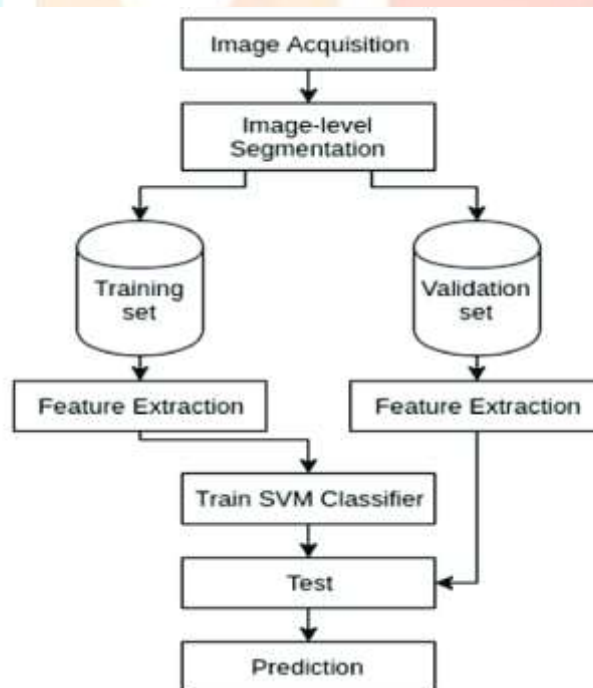 Image Acquisition
Image-level
Segmentation
Training
set
Validation
set
Feature Extraction
Feature Extraction
Train SVM Classifier
Test
Prediction